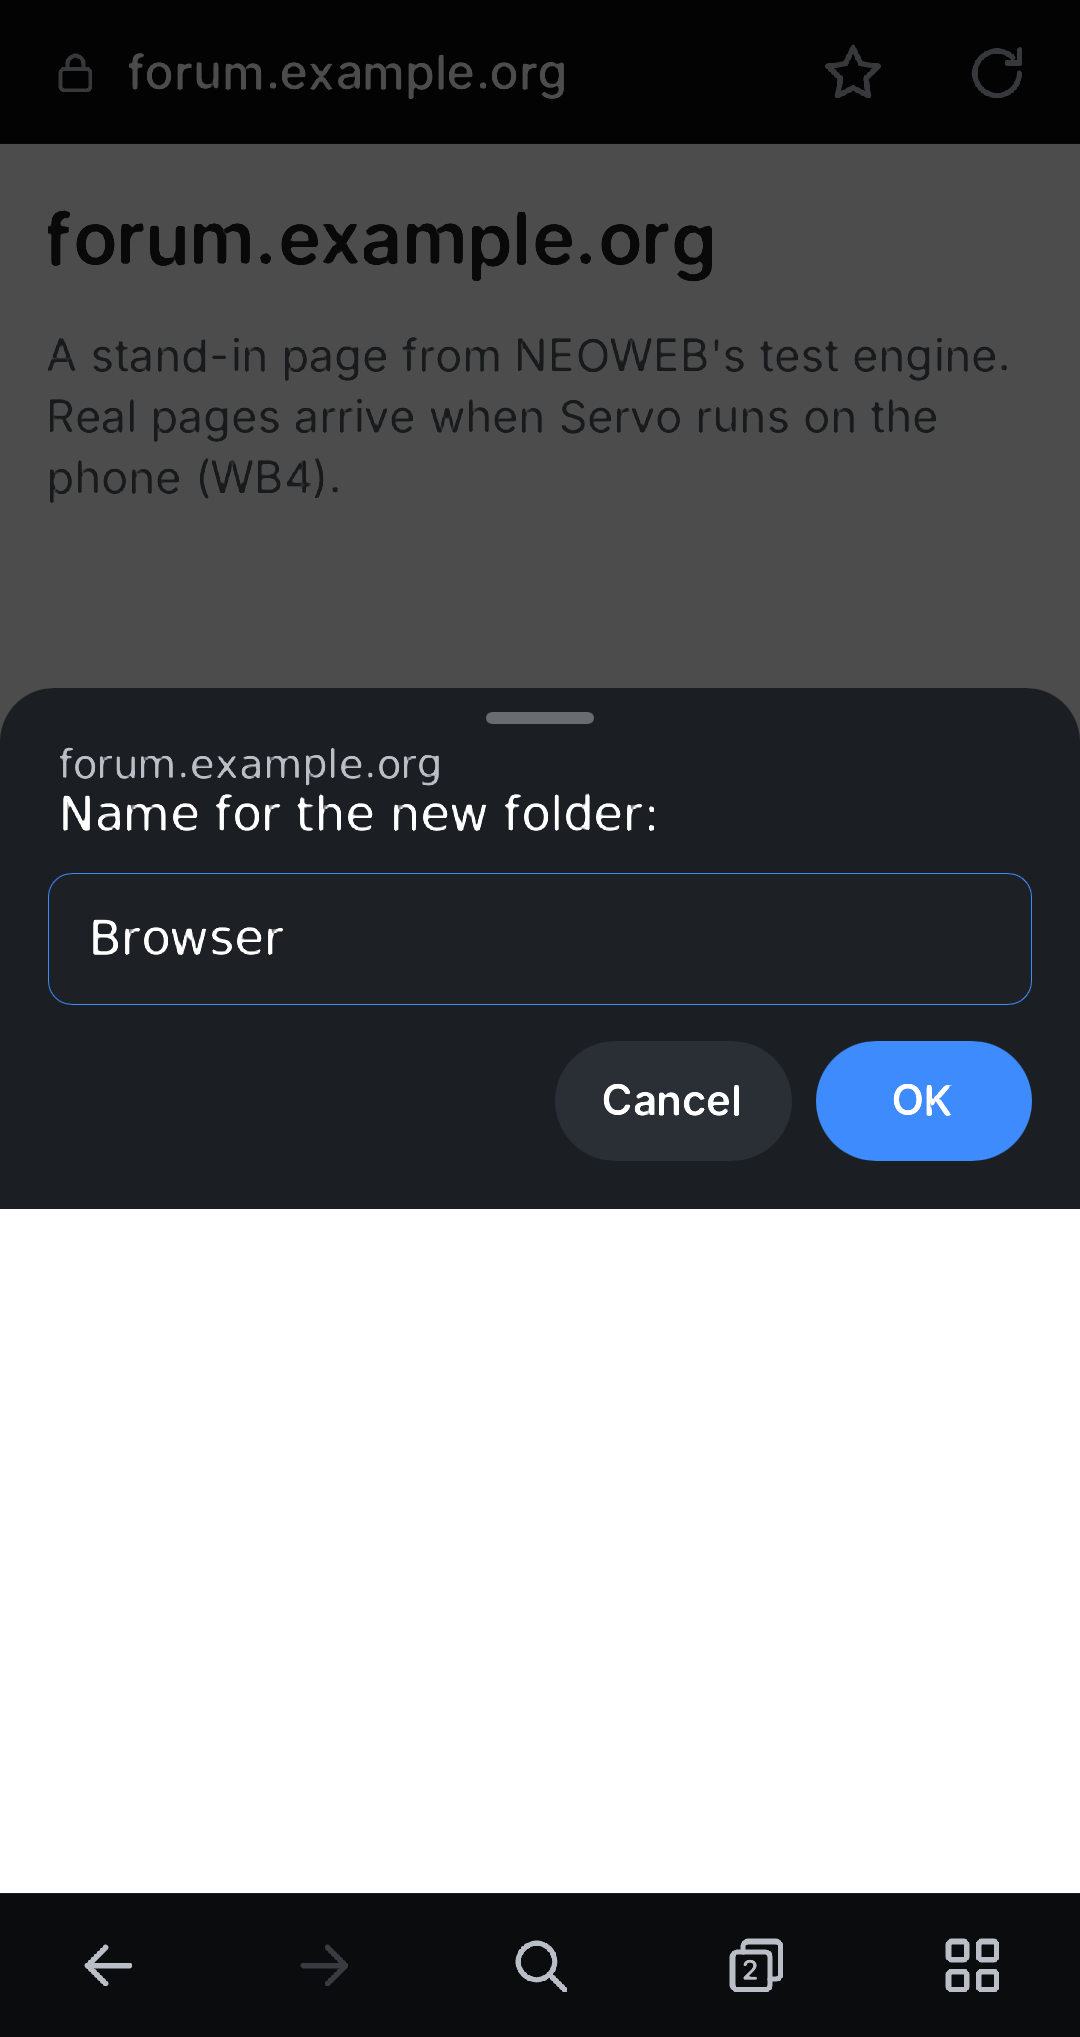 forum.example.org
forum.example.org
A stand-in page from NEOWEB's test engine.
Real pages arrive when Servo runs on the
phone (WB4).
forum.example.org
Name for the new folder:
Browser
Cancel
OK
2